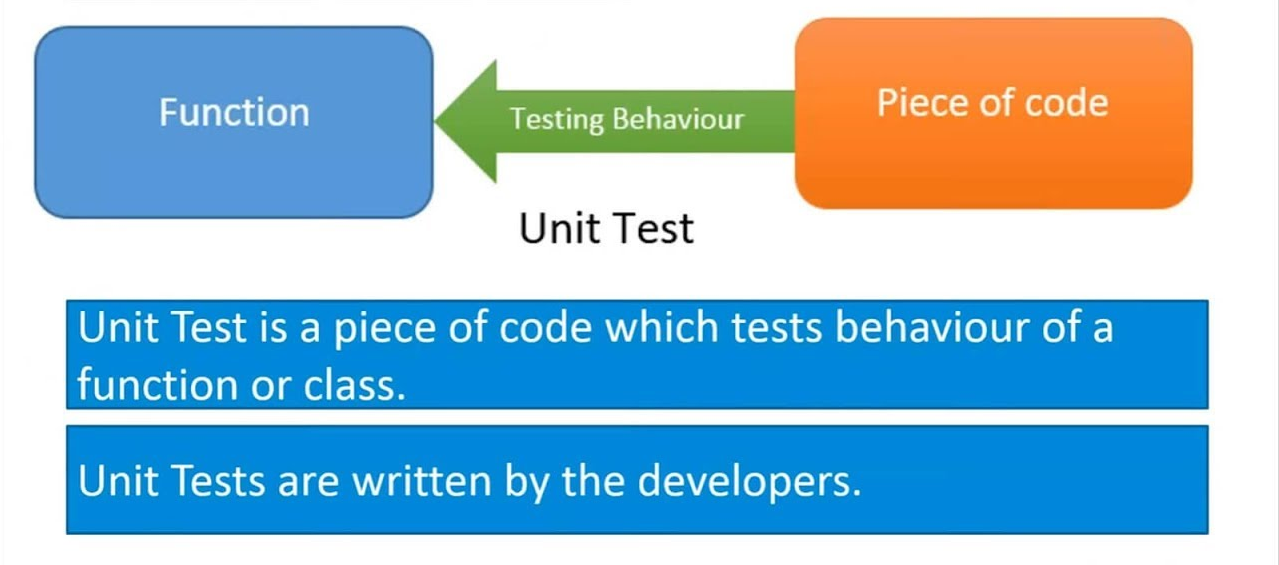 Function
Testing Behaviour
Piece of code
Unit Test
Unit Test is a piece of code which tests behaviour of a
function or class.
Unit Tests are written by the developers.